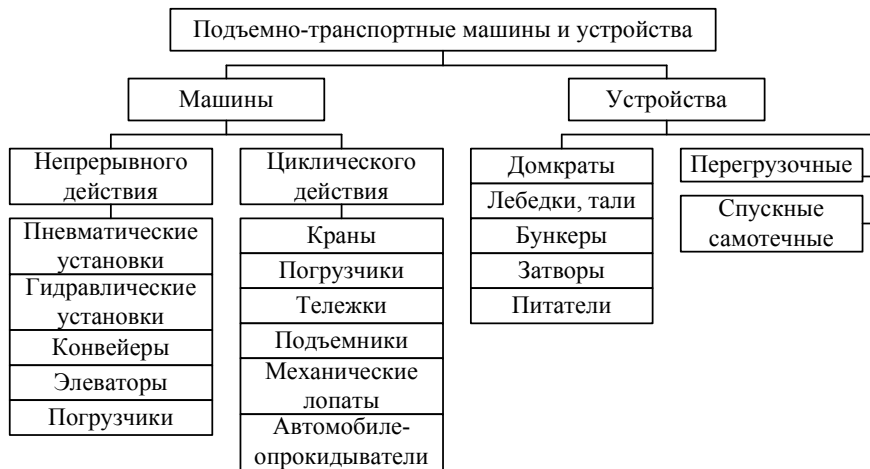 Подъемно-транспортные машины и устройства
Машины
Устройства
Непрерывного
действия
Циклического
действия
Пневматические
установки
Гидравлические
установки
Конвейеры
Элеваторы
Погрузчики
Краны
Погрузчики
Тележки
Подъемники
Механические
лопаты
Автомобиле-
опрокидыватели
Домкраты
Лебедки, тали
Бункеры
Затворы
Питатели
Перегрузочные
Спускные
самотечные